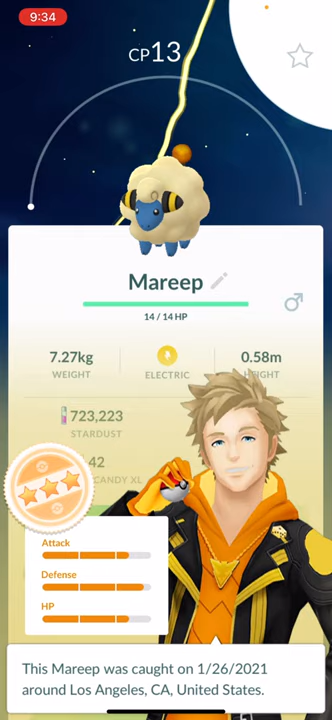 9:34
CP13
Mareep
14 / 14 HP
7.27kg
WEIGHT
ELECTRIC
0.58m
HEIGHT
723,223
STARDUST
42
CANDY XL
Attack
Defense
HP
This Mareep was caught on 1/26/2021
around Los Angeles, CA, United States.